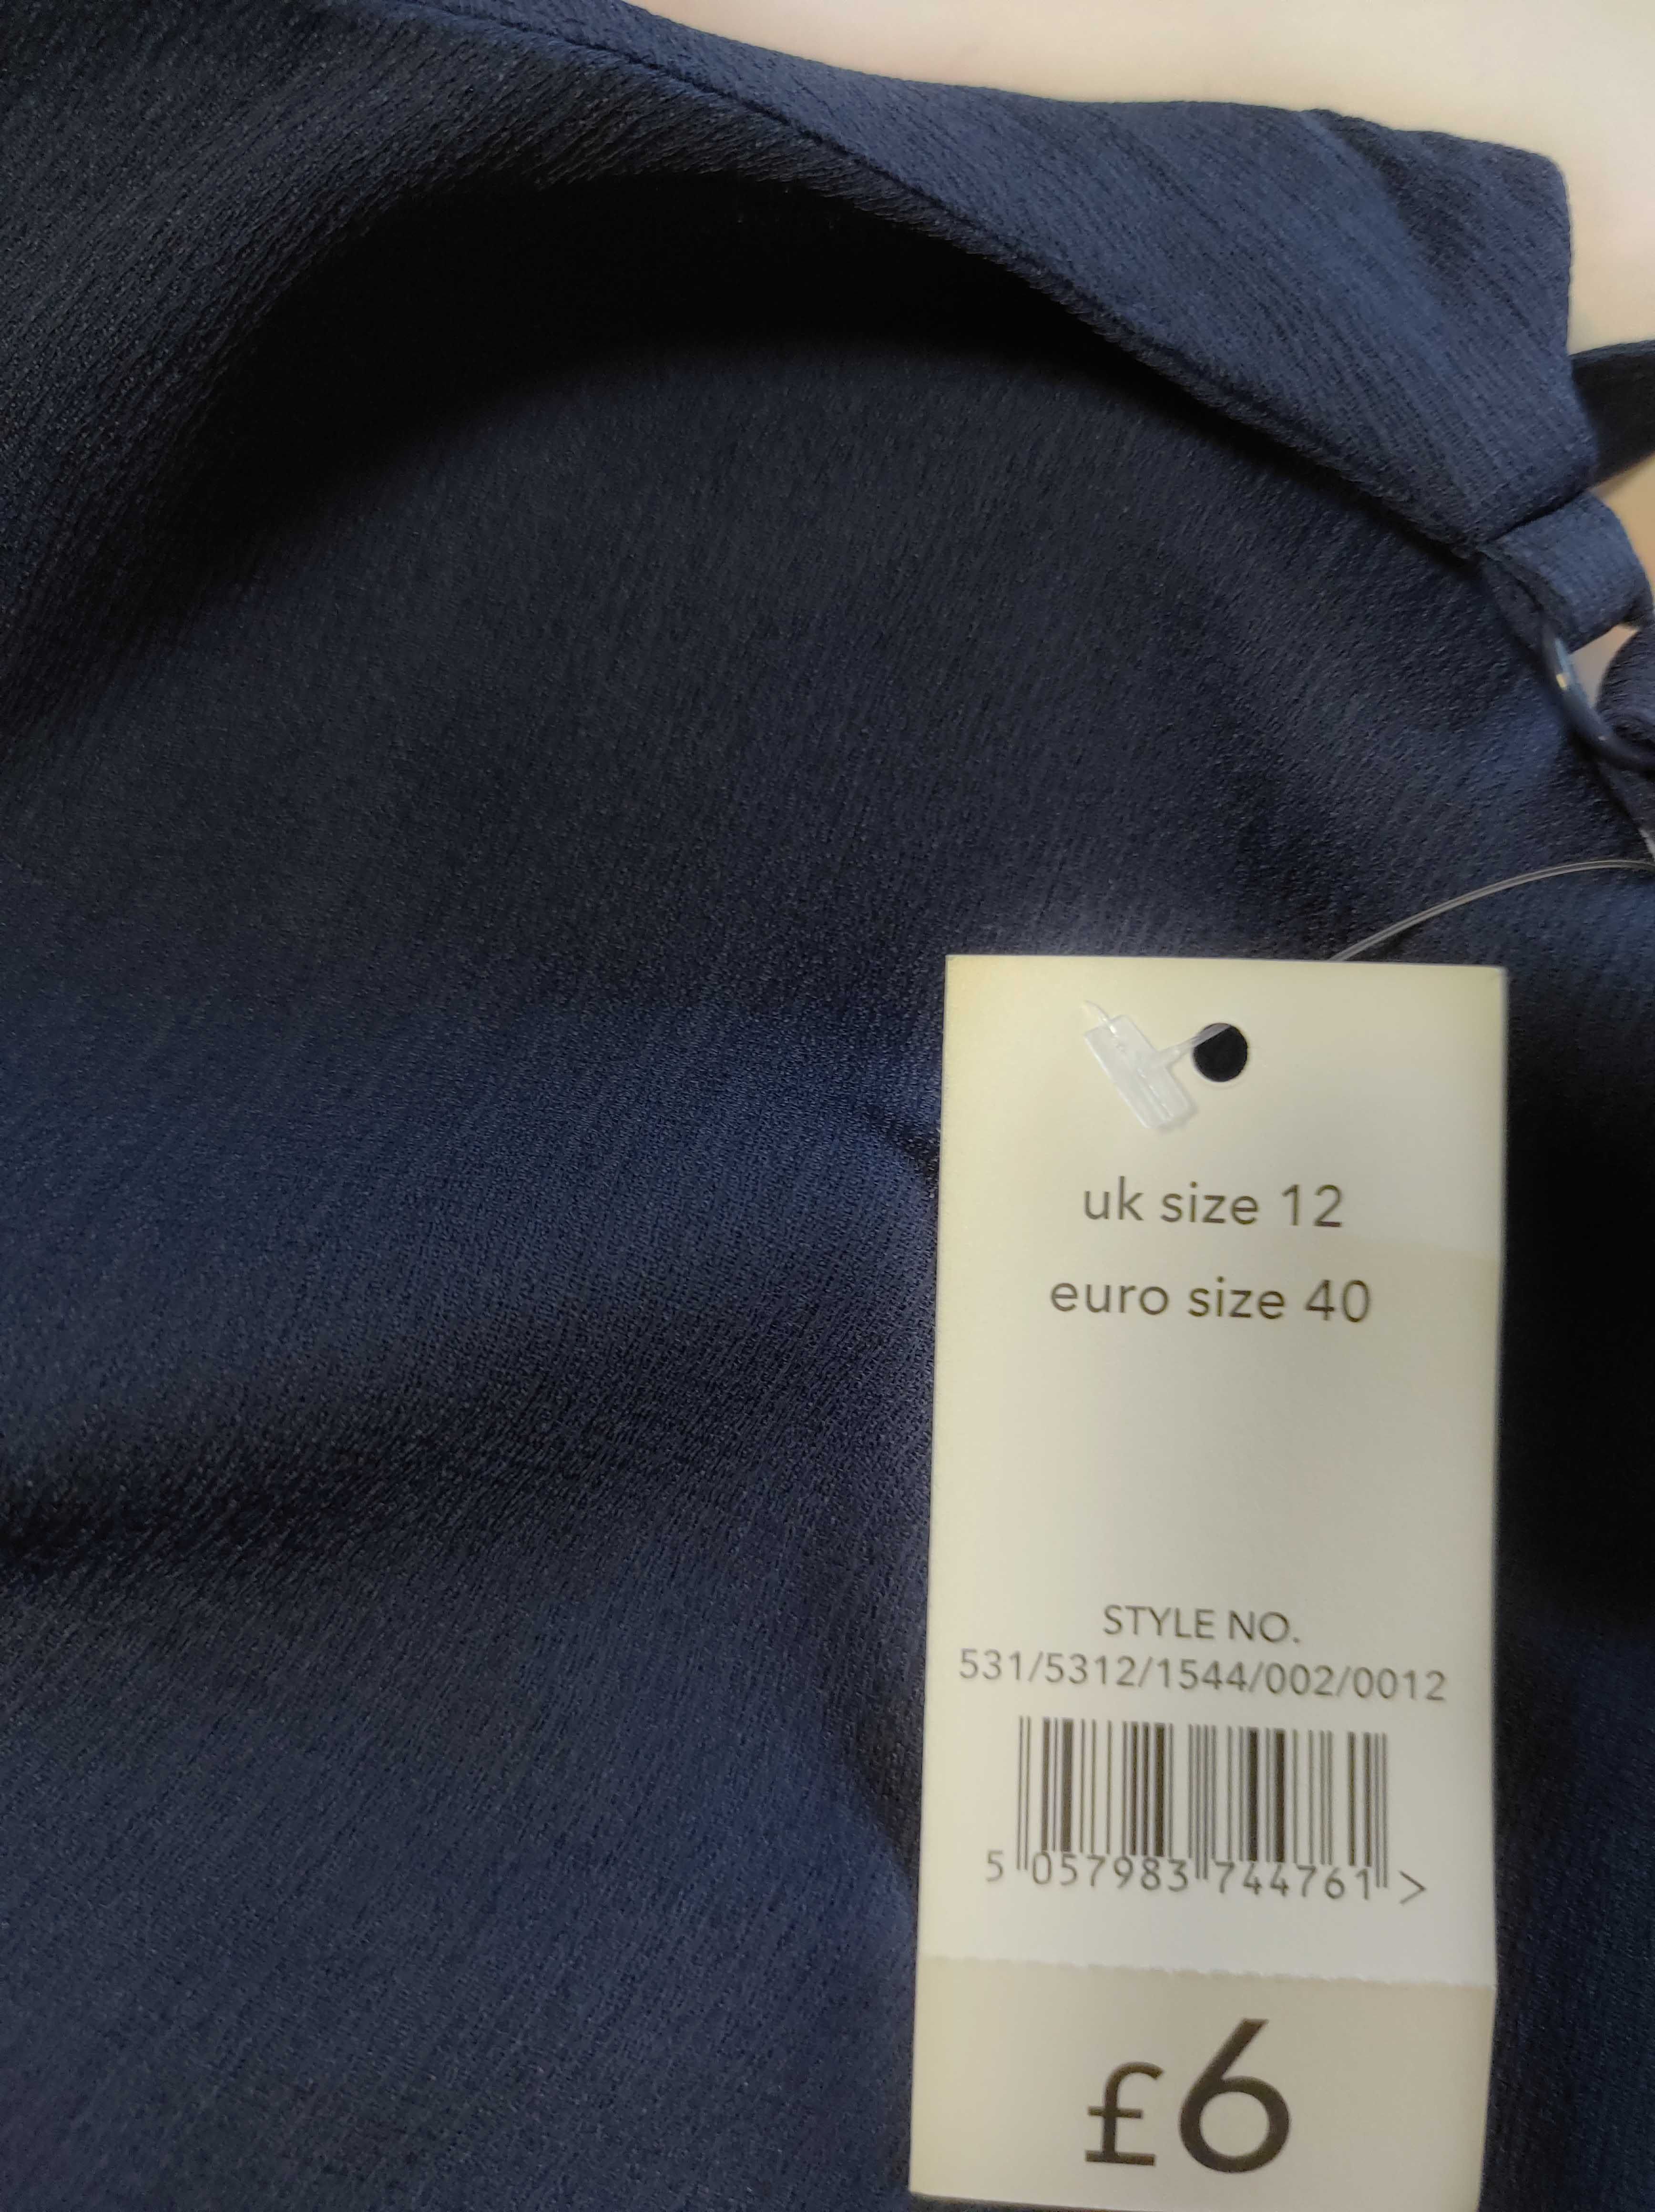 uk size 12
euro size 40
STYLE NO.
531/5312/1544/002/0012
5 057983 744761 >
£6